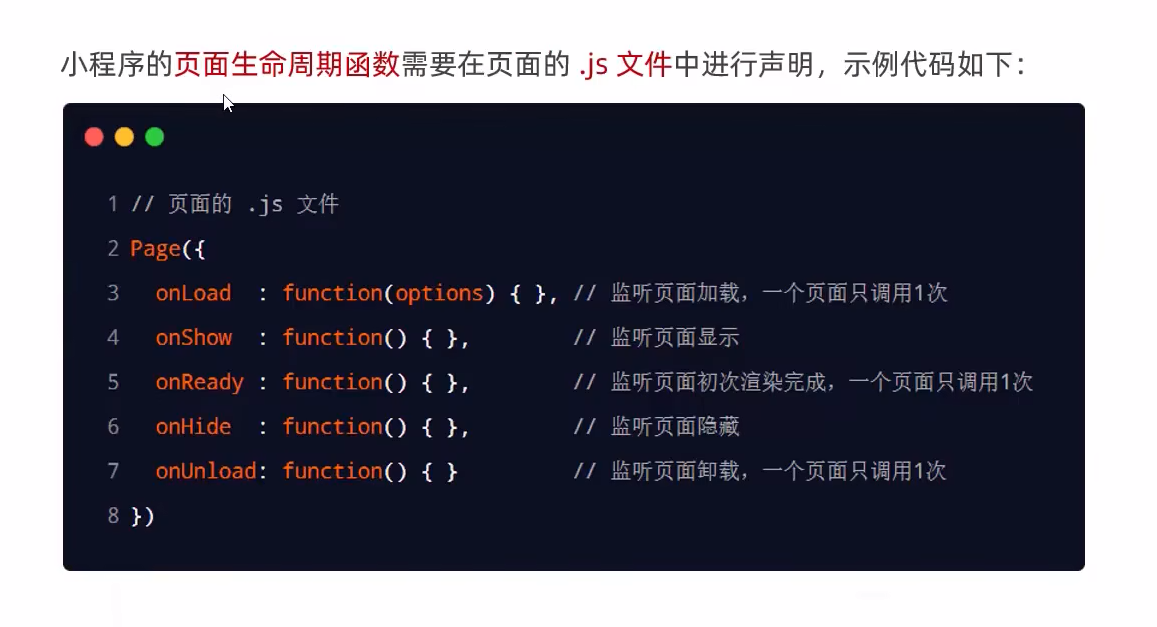 小程序的页面生命周期函数需要在页面的 .js 文件中进行声明，示例代码如下：
1 // 页面的 .js 文件
2 Page({
3   onLoad  : function(options) { }, // 监听页面加载，一个页面只调用1次
4   onShow  : function() { },        // 监听页面显示
5   onReady : function() { },        // 监听页面初次渲染完成，一个页面只调用1次
6   onHide  : function() { },        // 监听页面隐藏
7   onUnload: function() { }         // 监听页面卸载，一个页面只调用1次
8 })